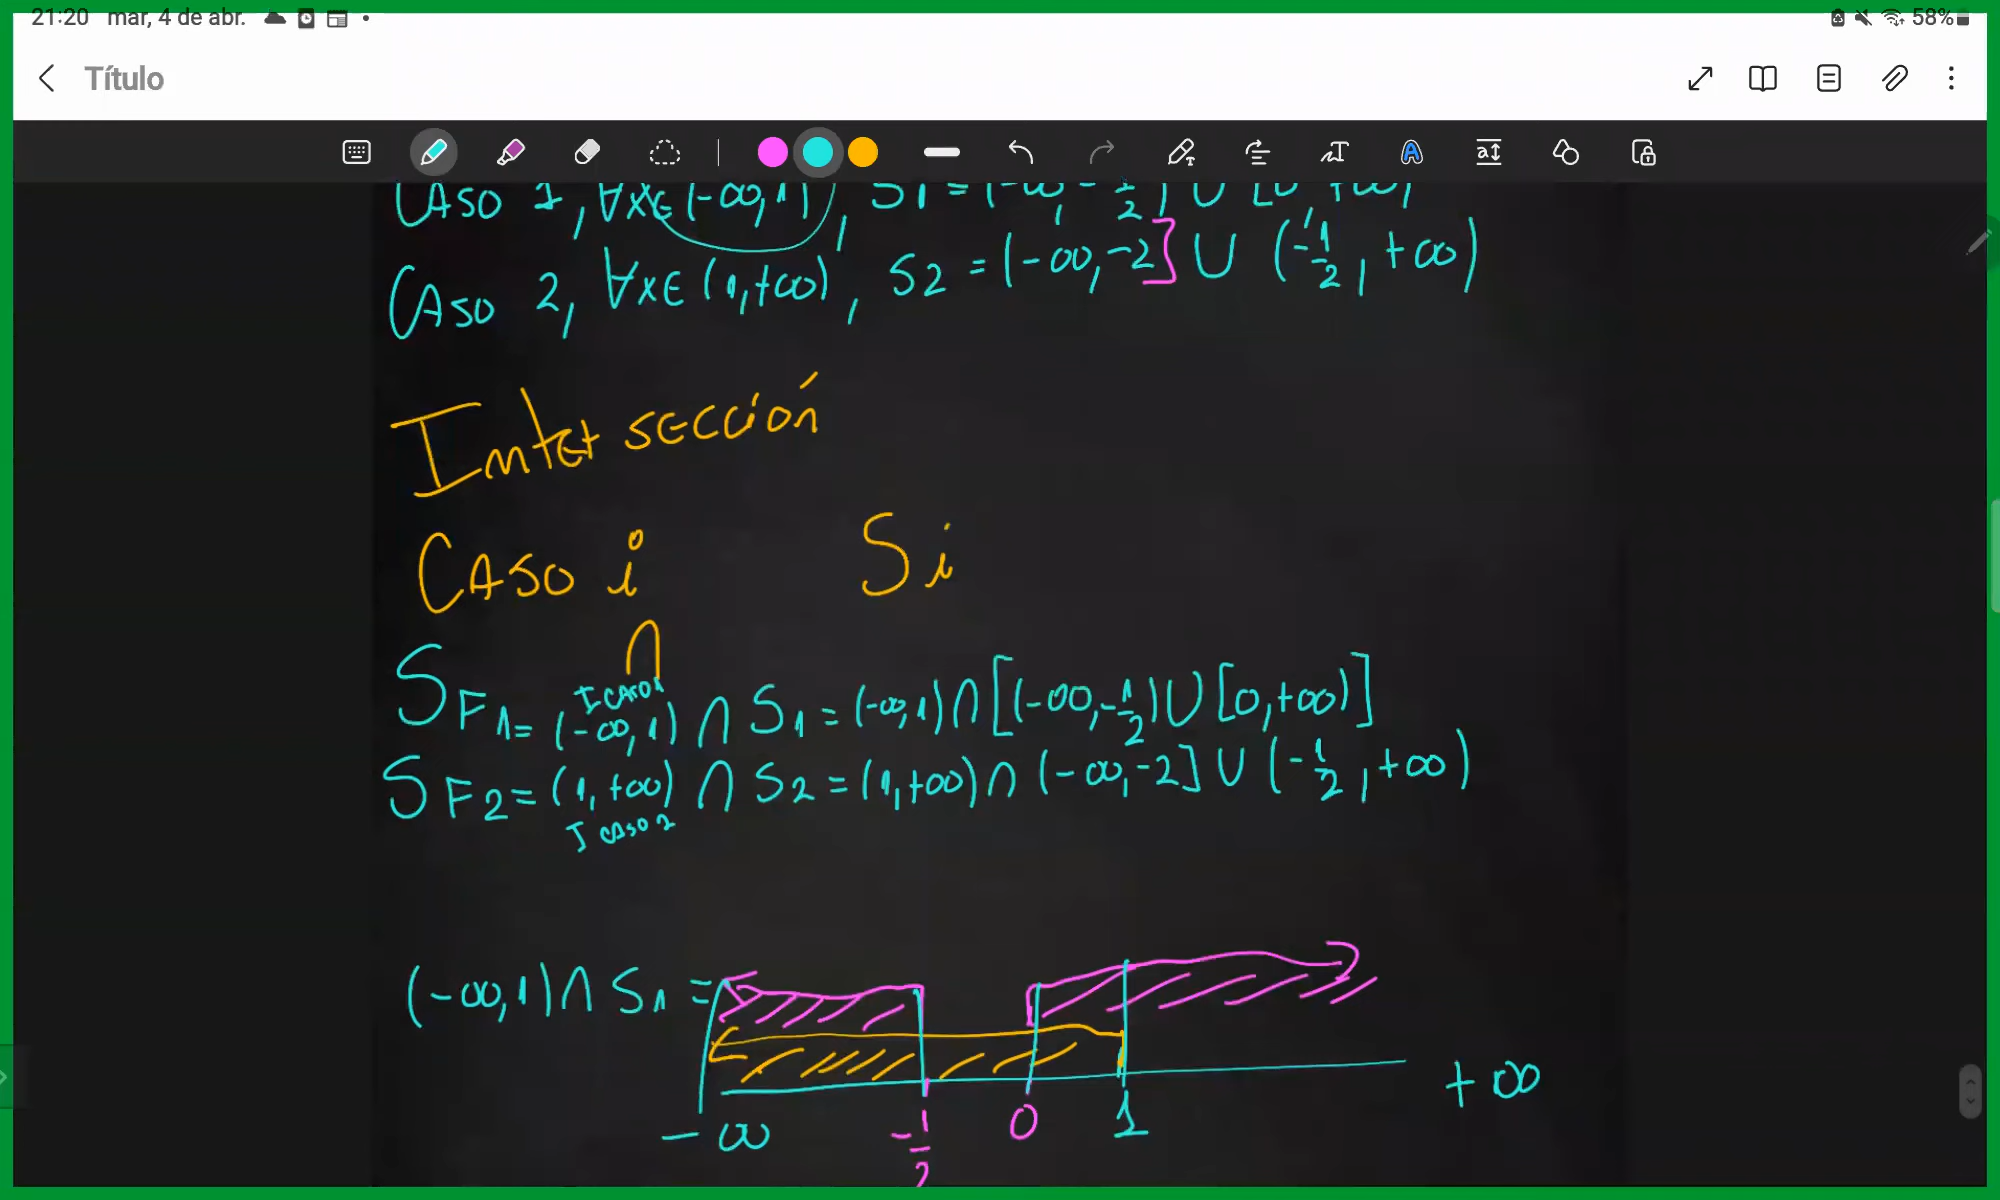 21:20 mar, 4 de abr. 58%
Título
CASO 1, ∀x∈(-∞,1), S1=(-∞,-1/2) ∪ [0,+∞)
CASO 2, ∀x∈(1,+∞), S2=(-∞,-2] ∪ (-1/2,+∞)
Intersección
CASO i Si
∩
I CASO1
SF1=(-∞,1) ∩ S1=(-∞,1)∩[(-∞,-1/2)∪[0,+∞)]
SF2=(1,+∞) ∩ S2=(1,+∞)∩(-∞,-2] ∪ (-1/2,+∞)
I CASO 2
(-∞,1)∩ S1 =
-∞ -1/2 0 1 +∞